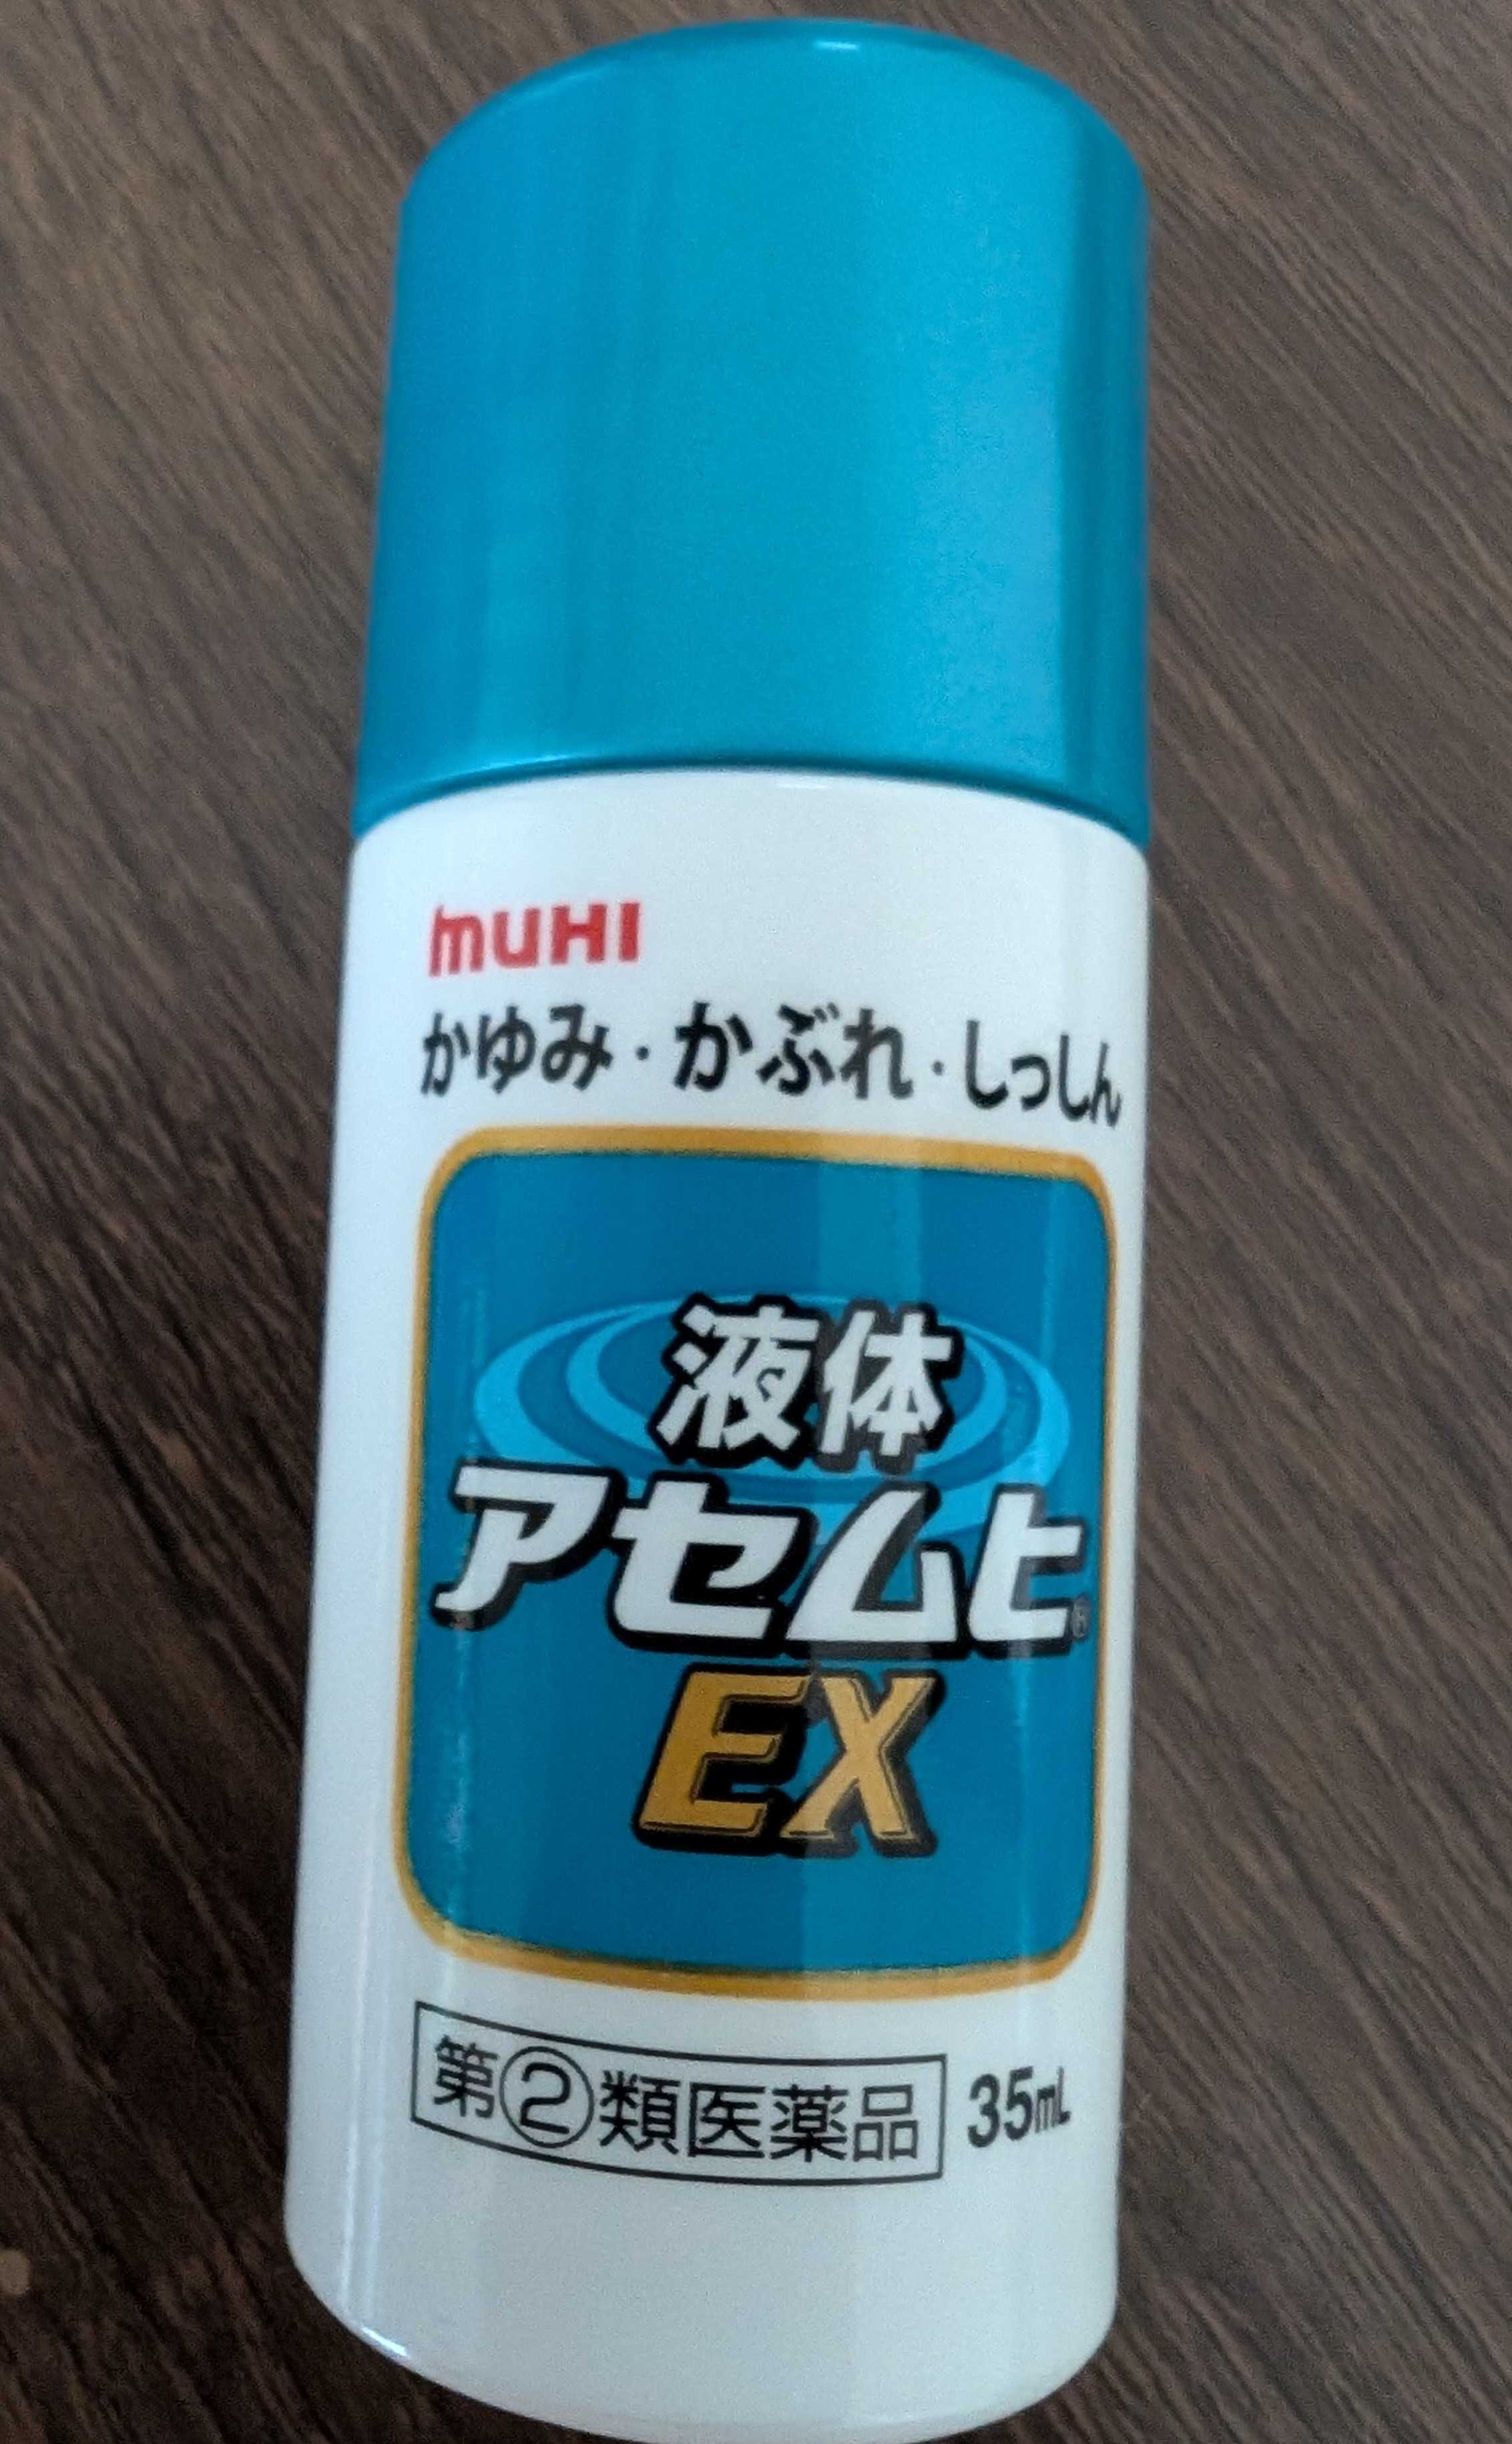 MUHI
かゆみ・かぶれ・しっしん
液体
アセムヒ®
EX
第②類医薬品 35mL